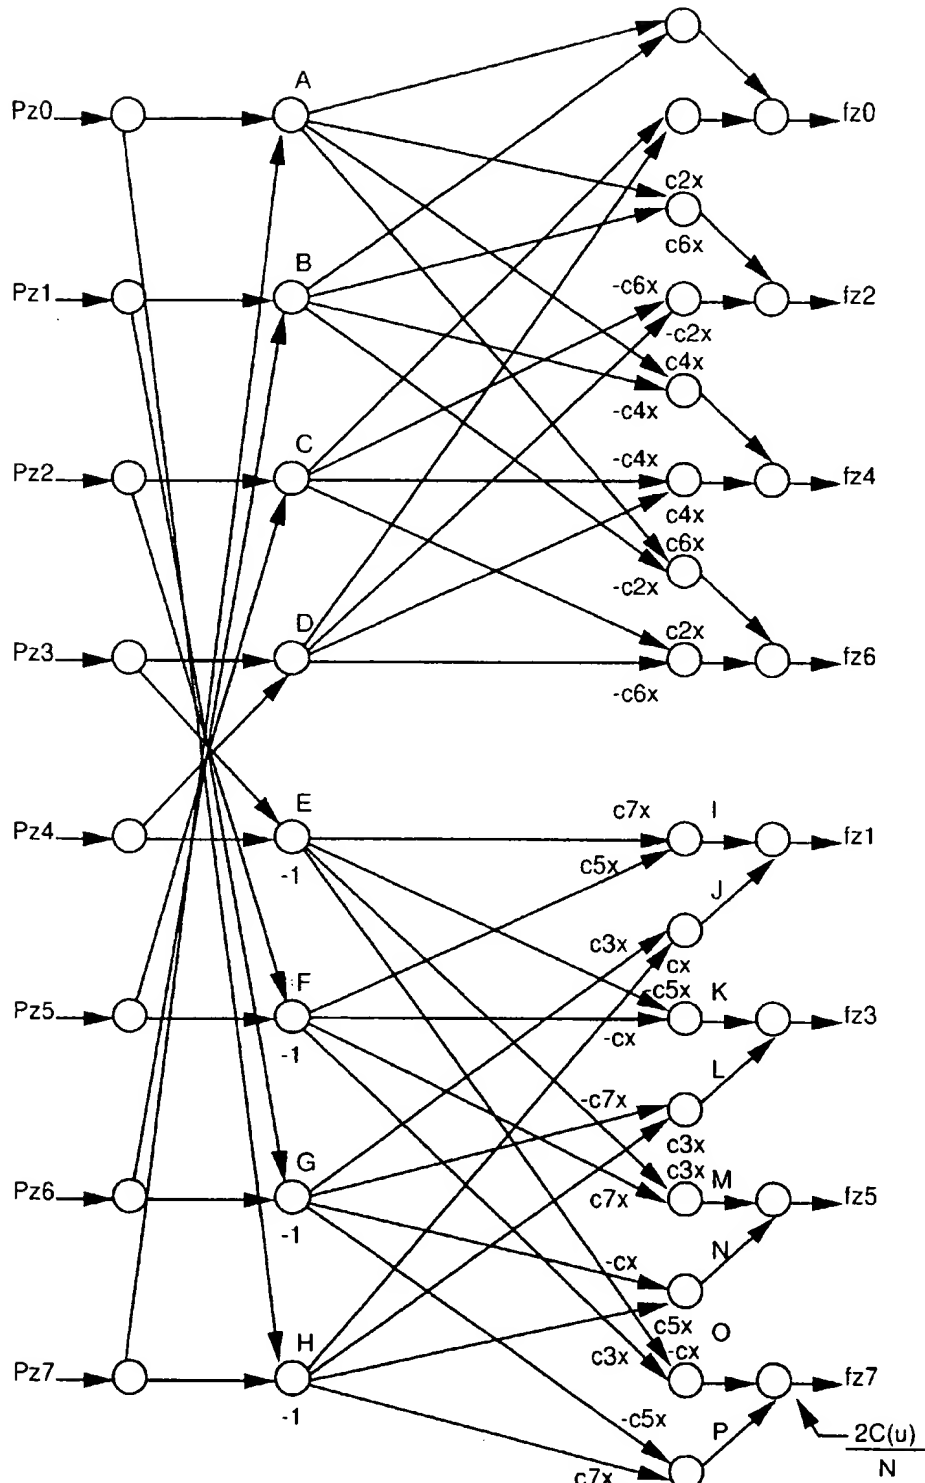 A
Pz0
fz0
c2x
c6x
B
Pz1
-c6x
fz2
-c2x
c4x
-c4x
C
Pz2
-c4x
fz4
c4x
c6x
-c2x
D
c2x
Pz3
fz6
-c6x
E
c7x
I
Pz4
fz1
-1
c5x
J
c3x
cx
F
-c5x
K
Pz5
fz3
-cx
-1
L
-c7x
c3x
G
c3x
M
Pz6
c7x
fz5
-1
N
-cx
c5x
O
H
-cx
c3x
Pz7
fz7
-1
-c5x
P
2C(u)
N
c7x